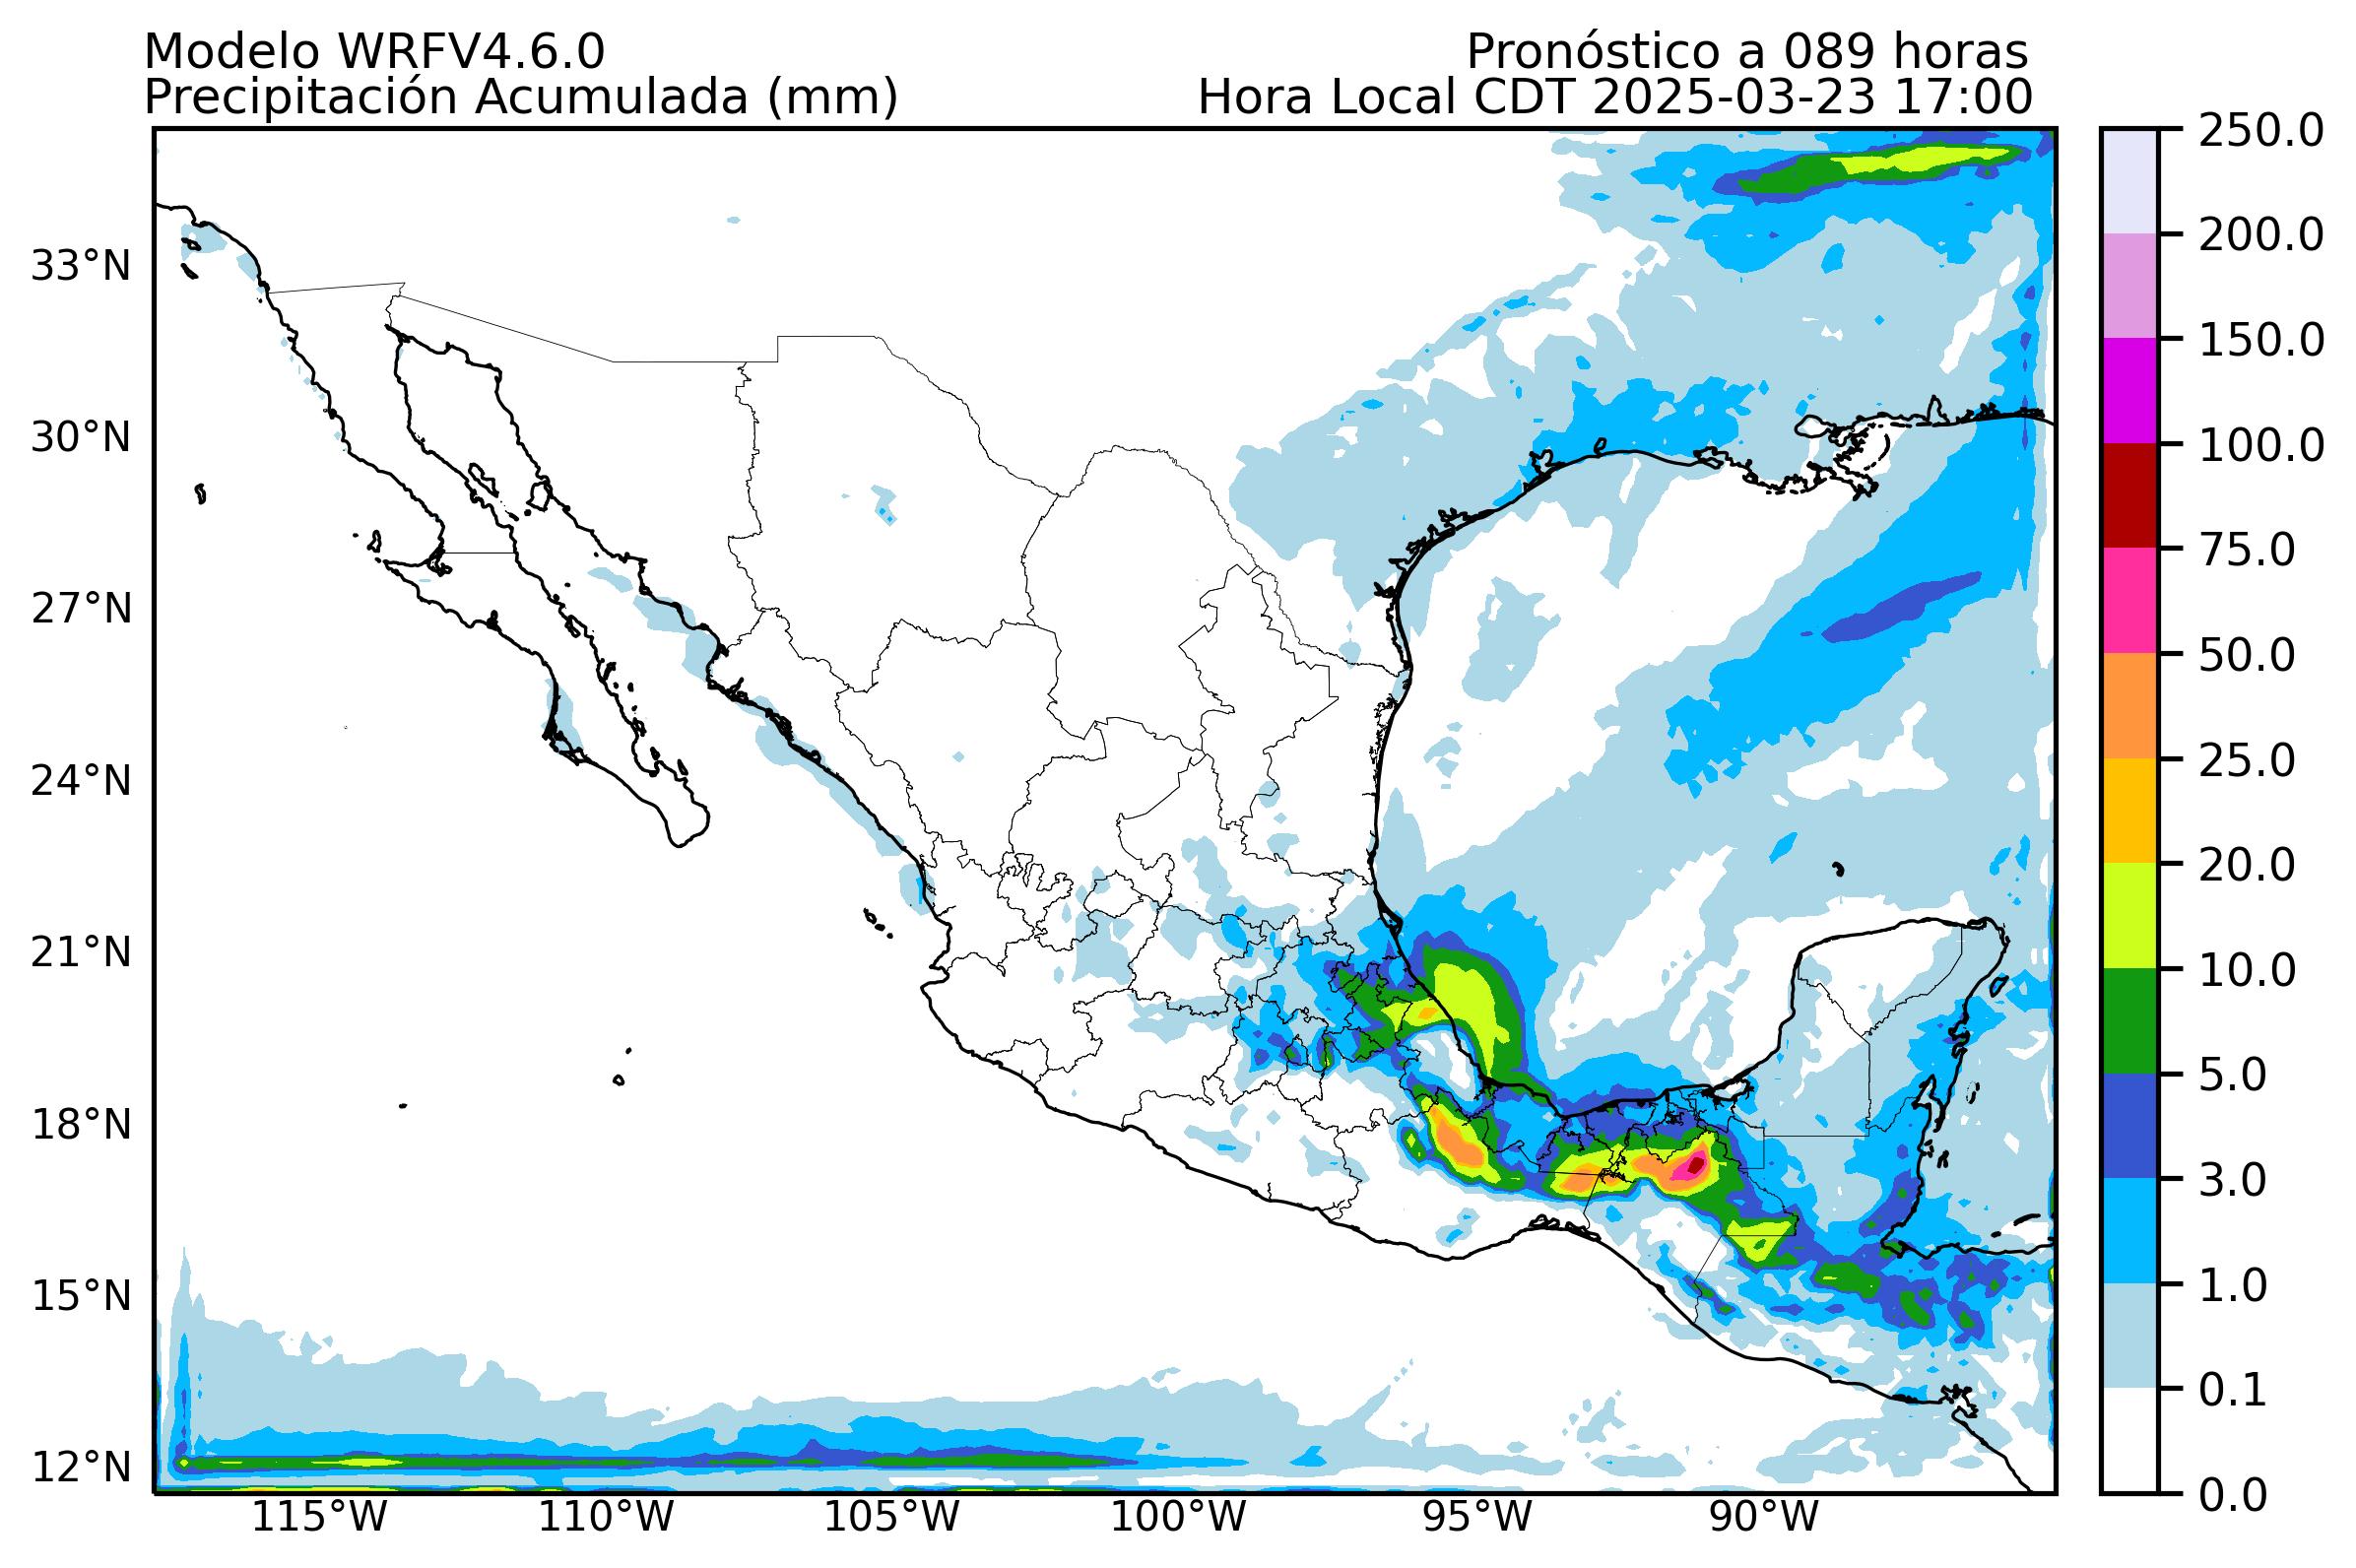 Modelo WRFV4.6.0
Pronóstico a 089 horas
Precipitación Acumulada (mm)
Hora Local CDT 2025-03-23 17:00
33°N
30°N
27°N
24°N
21°N
18°N
15°N
12°N
115°W
110°W
105°W
100°W
95°W
90°W
250.0
200.0
150.0
100.0
75.0
50.0
25.0
20.0
10.0
5.0
3.0
1.0
0.1
0.0